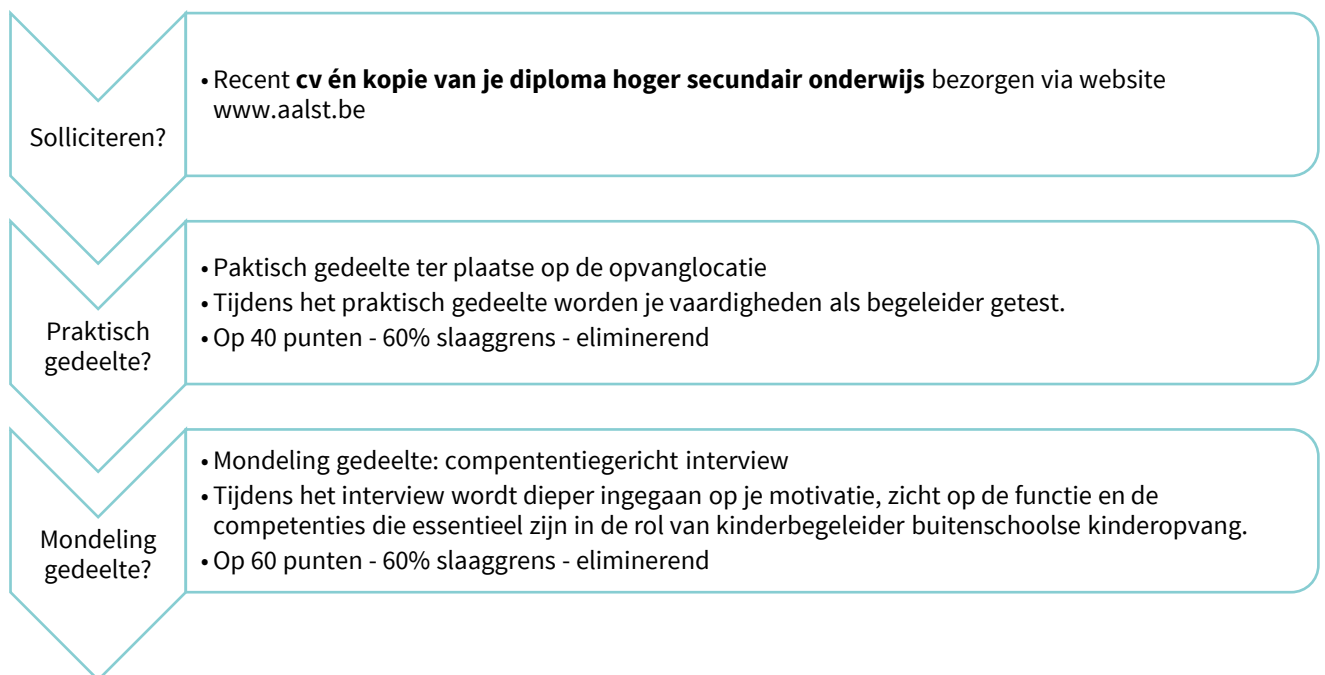 Solliciteren?
• Recent cv én kopie van je diploma hoger secundair onderwijs bezorgen via website
www.aalst.be
Praktisch
gedeelte?
• Paktisch gedeelte ter plaatse op de opvanglocatie
• Tijdens het praktisch gedeelte worden je vaardigheden als begeleider getest.
• Op 40 punten - 60% slaaggrens - eliminerend
Mondeling
gedeelte?
• Mondeling gedeelte: compententiegericht interview
• Tijdens het interview wordt dieper ingegaan op je motivatie, zicht op de functie en de
competenties die essentieel zijn in de rol van kinderbegeleider buitenschoolse kinderopvang.
• Op 60 punten - 60% slaaggrens - eliminerend